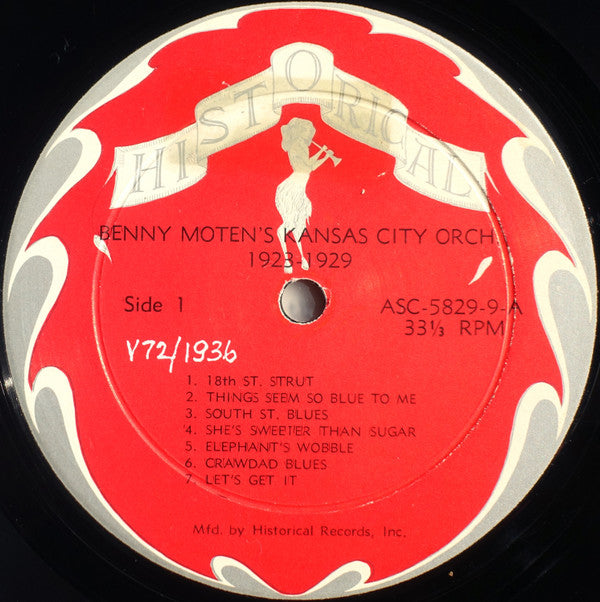 HISTORICAL
BENNY MOTEN'S KANSAS CITY ORCH.
1923-1929
Side 1
ASC-5829-9-A
33⅓ RPM
V72/1936
1. 18th ST. STRUT
2. THINGS SEEM SO BLUE TO ME
3. SOUTH ST. BLUES
4. SHE'S SWEETER THAN SUGAR
5. ELEPHANT'S WOBBLE
6. CRAWDAD BLUES
7. LET'S GET IT
Mfd. by Historical Records, Inc.